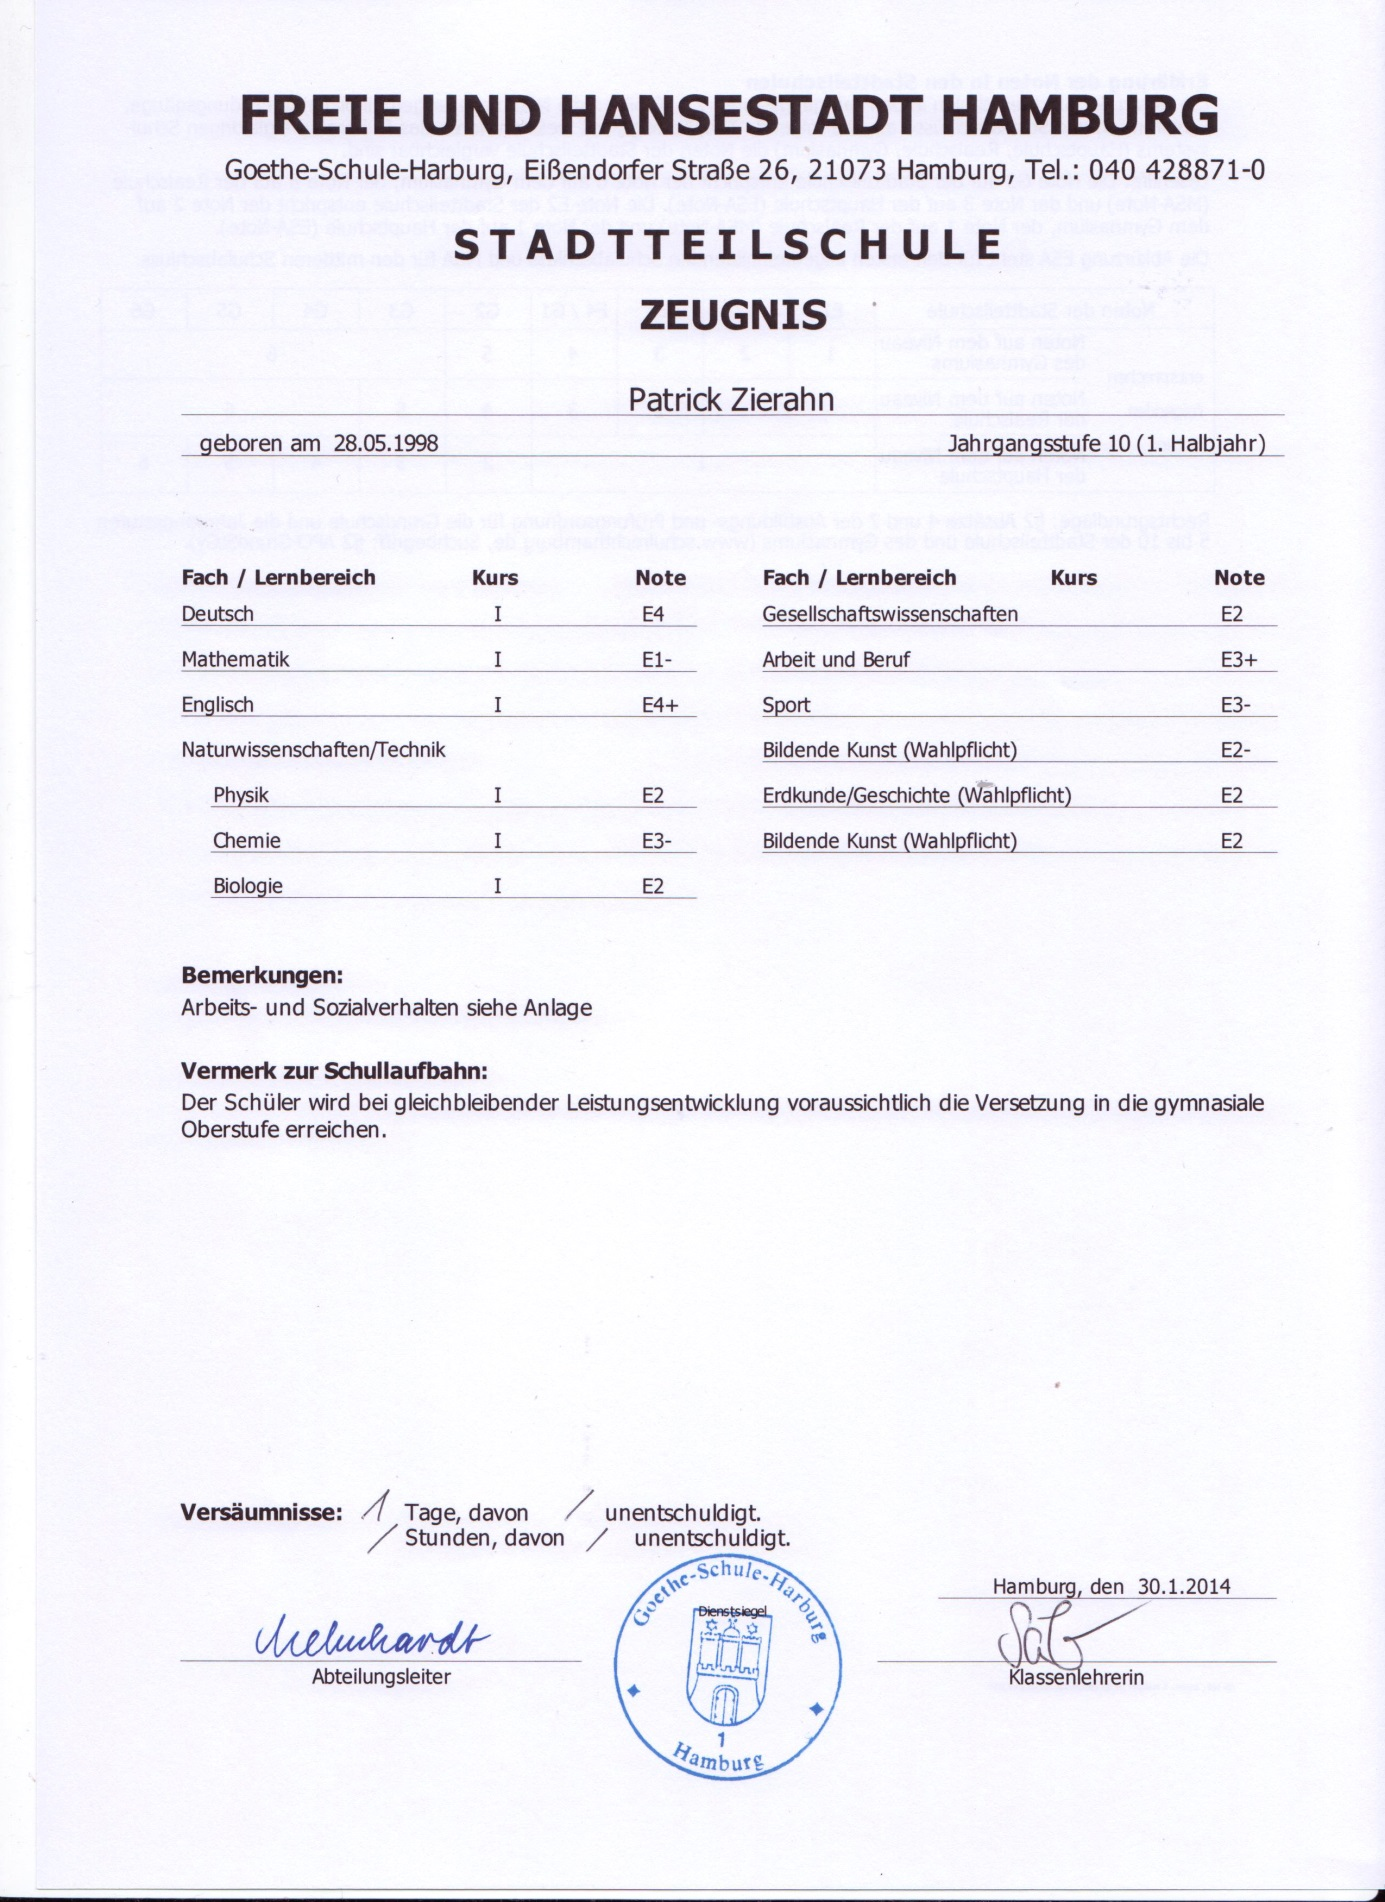 FREIE UND HANSESTADT HAMBURG
Goethe-Schule-Harburg, Eißendorfer Straße 26, 21073 Hamburg, Tel.: 040 428871-0
STADTTEILSCHULE
ZEUGNIS
Patrick Zierahn
geboren am 28.05.1998 Jahrgangsstufe 10 (1. Halbjahr)
Fach / Lernbereich Kurs Note Fach / Lernbereich Kurs Note
Deutsch I E4 Gesellschaftswissenschaften E2
Mathematik I E1- Arbeit und Beruf E3+
Englisch I E4+ Sport E3-
Naturwissenschaften/Technik Bildende Kunst (Wahlpflicht) E2-
Physik I E2 Erdkunde/Geschichte (Wahlpflicht) E2
Chemie I E3- Bildende Kunst (Wahlpflicht) E2
Biologie I E2
Bemerkungen:
Arbeits- und Sozialverhalten siehe Anlage
Vermerk zur Schullaufbahn:
Der Schüler wird bei gleichbleibender Leistungsentwicklung voraussichtlich die Versetzung in die gymnasiale
Oberstufe erreichen.
Versäumnisse: 1 Tage, davon / unentschuldigt.
/ Stunden, davon / unentschuldigt.
Goethe-Schule-Harburg
Dienstsiegel
1
Hamburg
Hamburg, den 30.1.2014
Abteilungsleiter
Klassenlehrerin